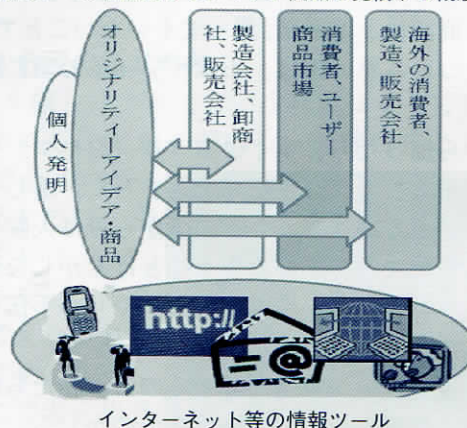 個人発明
オリジナリティーアイデア・商品
製造会社、卸商
社、販売会社
消費者、ユーザー
商品市場
海外の消費者、
製造、販売会社
http://
@
インターネット等の情報ツール